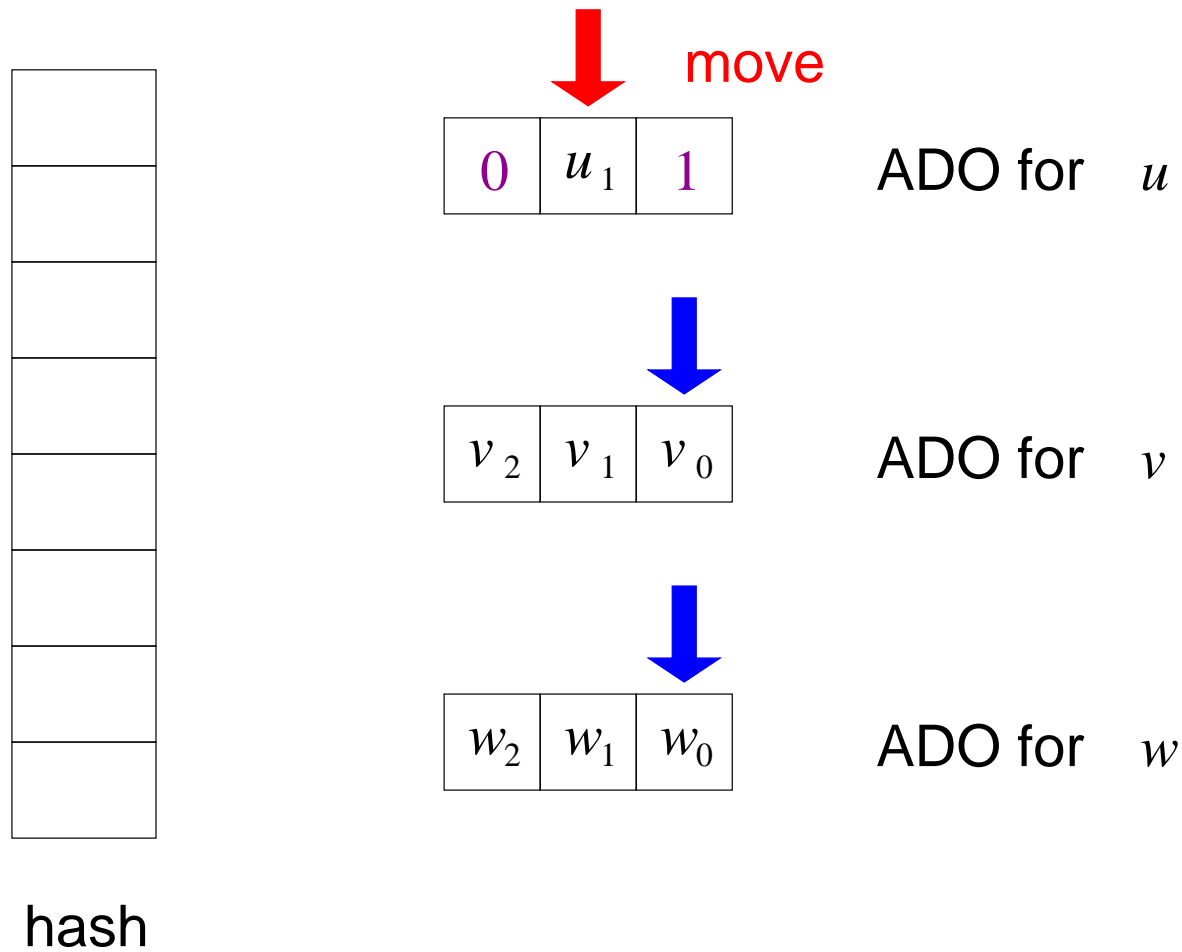 move
0 u₁ 1 ADO for u
v₂ v₁ v₀ ADO for v
w₂ w₁ w₀ ADO for w
hash